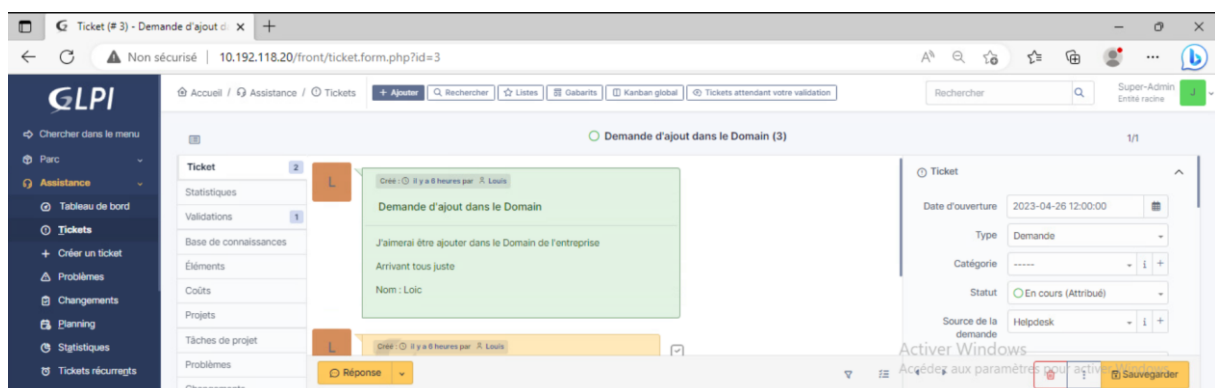 Ticket (# 3) - Demande d'ajout d
Non sécurisé | 10.192.118.20/front/ticket.form.php?id=3
GLPI
Accueil / Assistance / Tickets
+ Ajouter
Rechercher
Listes
Gabarits
Kanban global
Tickets attendant votre validation
Rechercher
Super-Admin
Entité racine
J
Chercher dans le menu
Parc
Assistance
Tableau de bord
Tickets
+ Créer un ticket
Problèmes
Changements
Planning
Statistiques
Tickets récurrents
Demande d'ajout dans le Domain (3)
1/1
Ticket 2
Statistiques
Validations 1
Base de connaissances
Éléments
Coûts
Projets
Tâches de projet
Problèmes
Changements
L
Créé : Il y a 6 heures par Louis
Demande d'ajout dans le Domain
J'aimerai être ajouter dans le Domain de l'entreprise
Arrivant tous juste
Nom : Loic
L
Créé : Il y a 6 heures par Louis
Réponse
Ticket
Date d'ouverture 2023-04-26 12:00:00
Type Demande
Catégorie -----
Statut En cours (Attribué)
Source de la demande Helpdesk
Activer Windows
Accédez aux paramètres pour activer Windows.
Sauvegarder